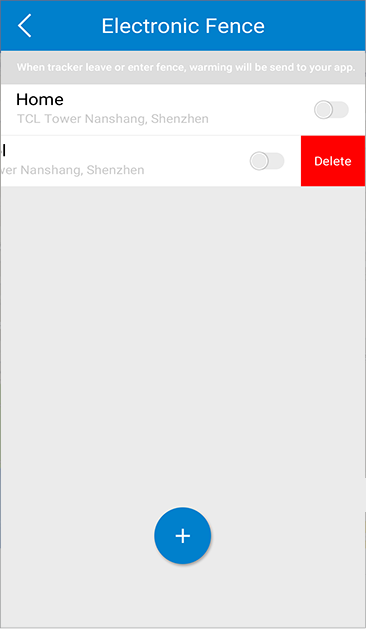 Electronic Fence
When tracker leave or enter fence, warming will be send to your app.
Home
TCL Tower Nanshang, Shenzhen
l
wer Nanshang, Shenzhen
Delete
+